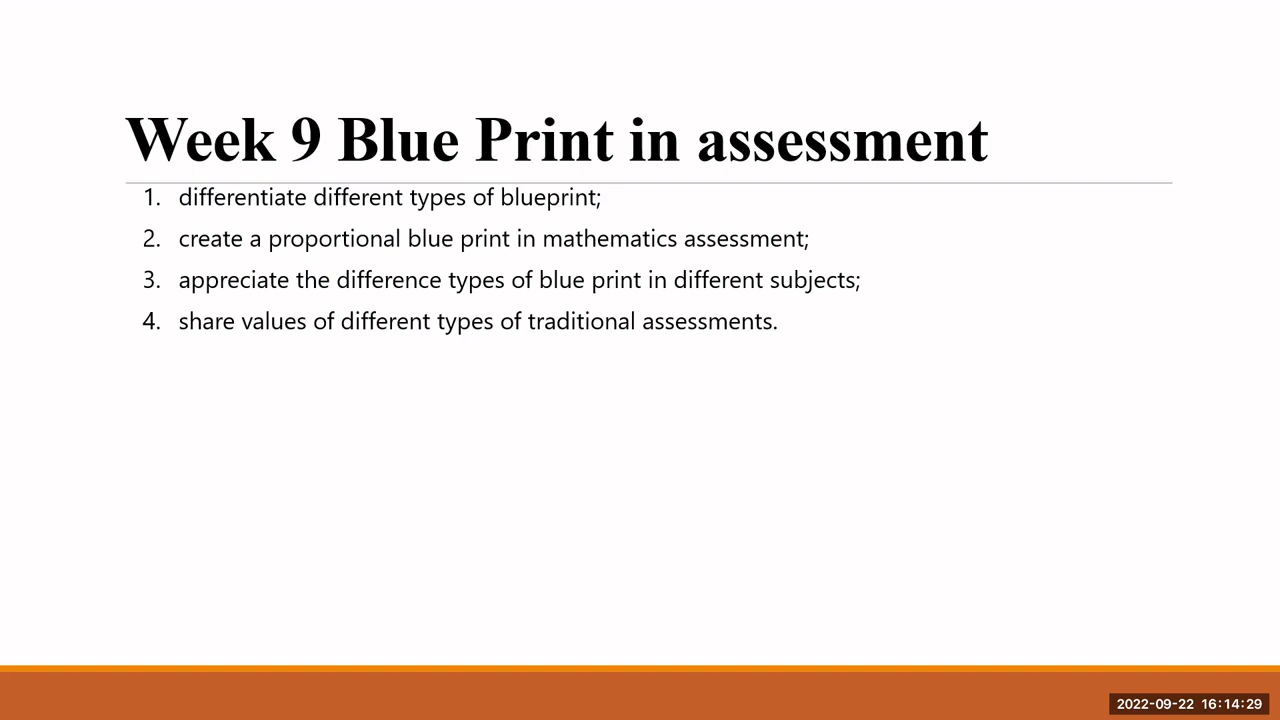 Week 9 Blue Print in assessment
1. differentiate different types of blueprint;
2. create a proportional blue print in mathematics assessment;
3. appreciate the difference types of blue print in different subjects;
4. share values of different types of traditional assessments.
2022-09-22 16:14:29